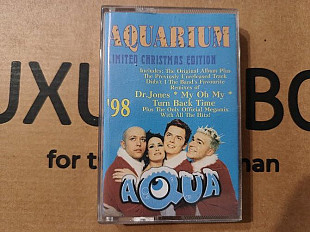 AQUARIUM
LIMITED CHRISTMAS EDITION
Includes: The Original Album Plus
The Previously Unreleased Track
Didn't I The Band's Favourite
Remixes of
Dr.Jones * My Oh My *
'98 Turn Back Time
Plus The Only Official Megamix
With All The Hits!
AQUA
UXU BO
for th man